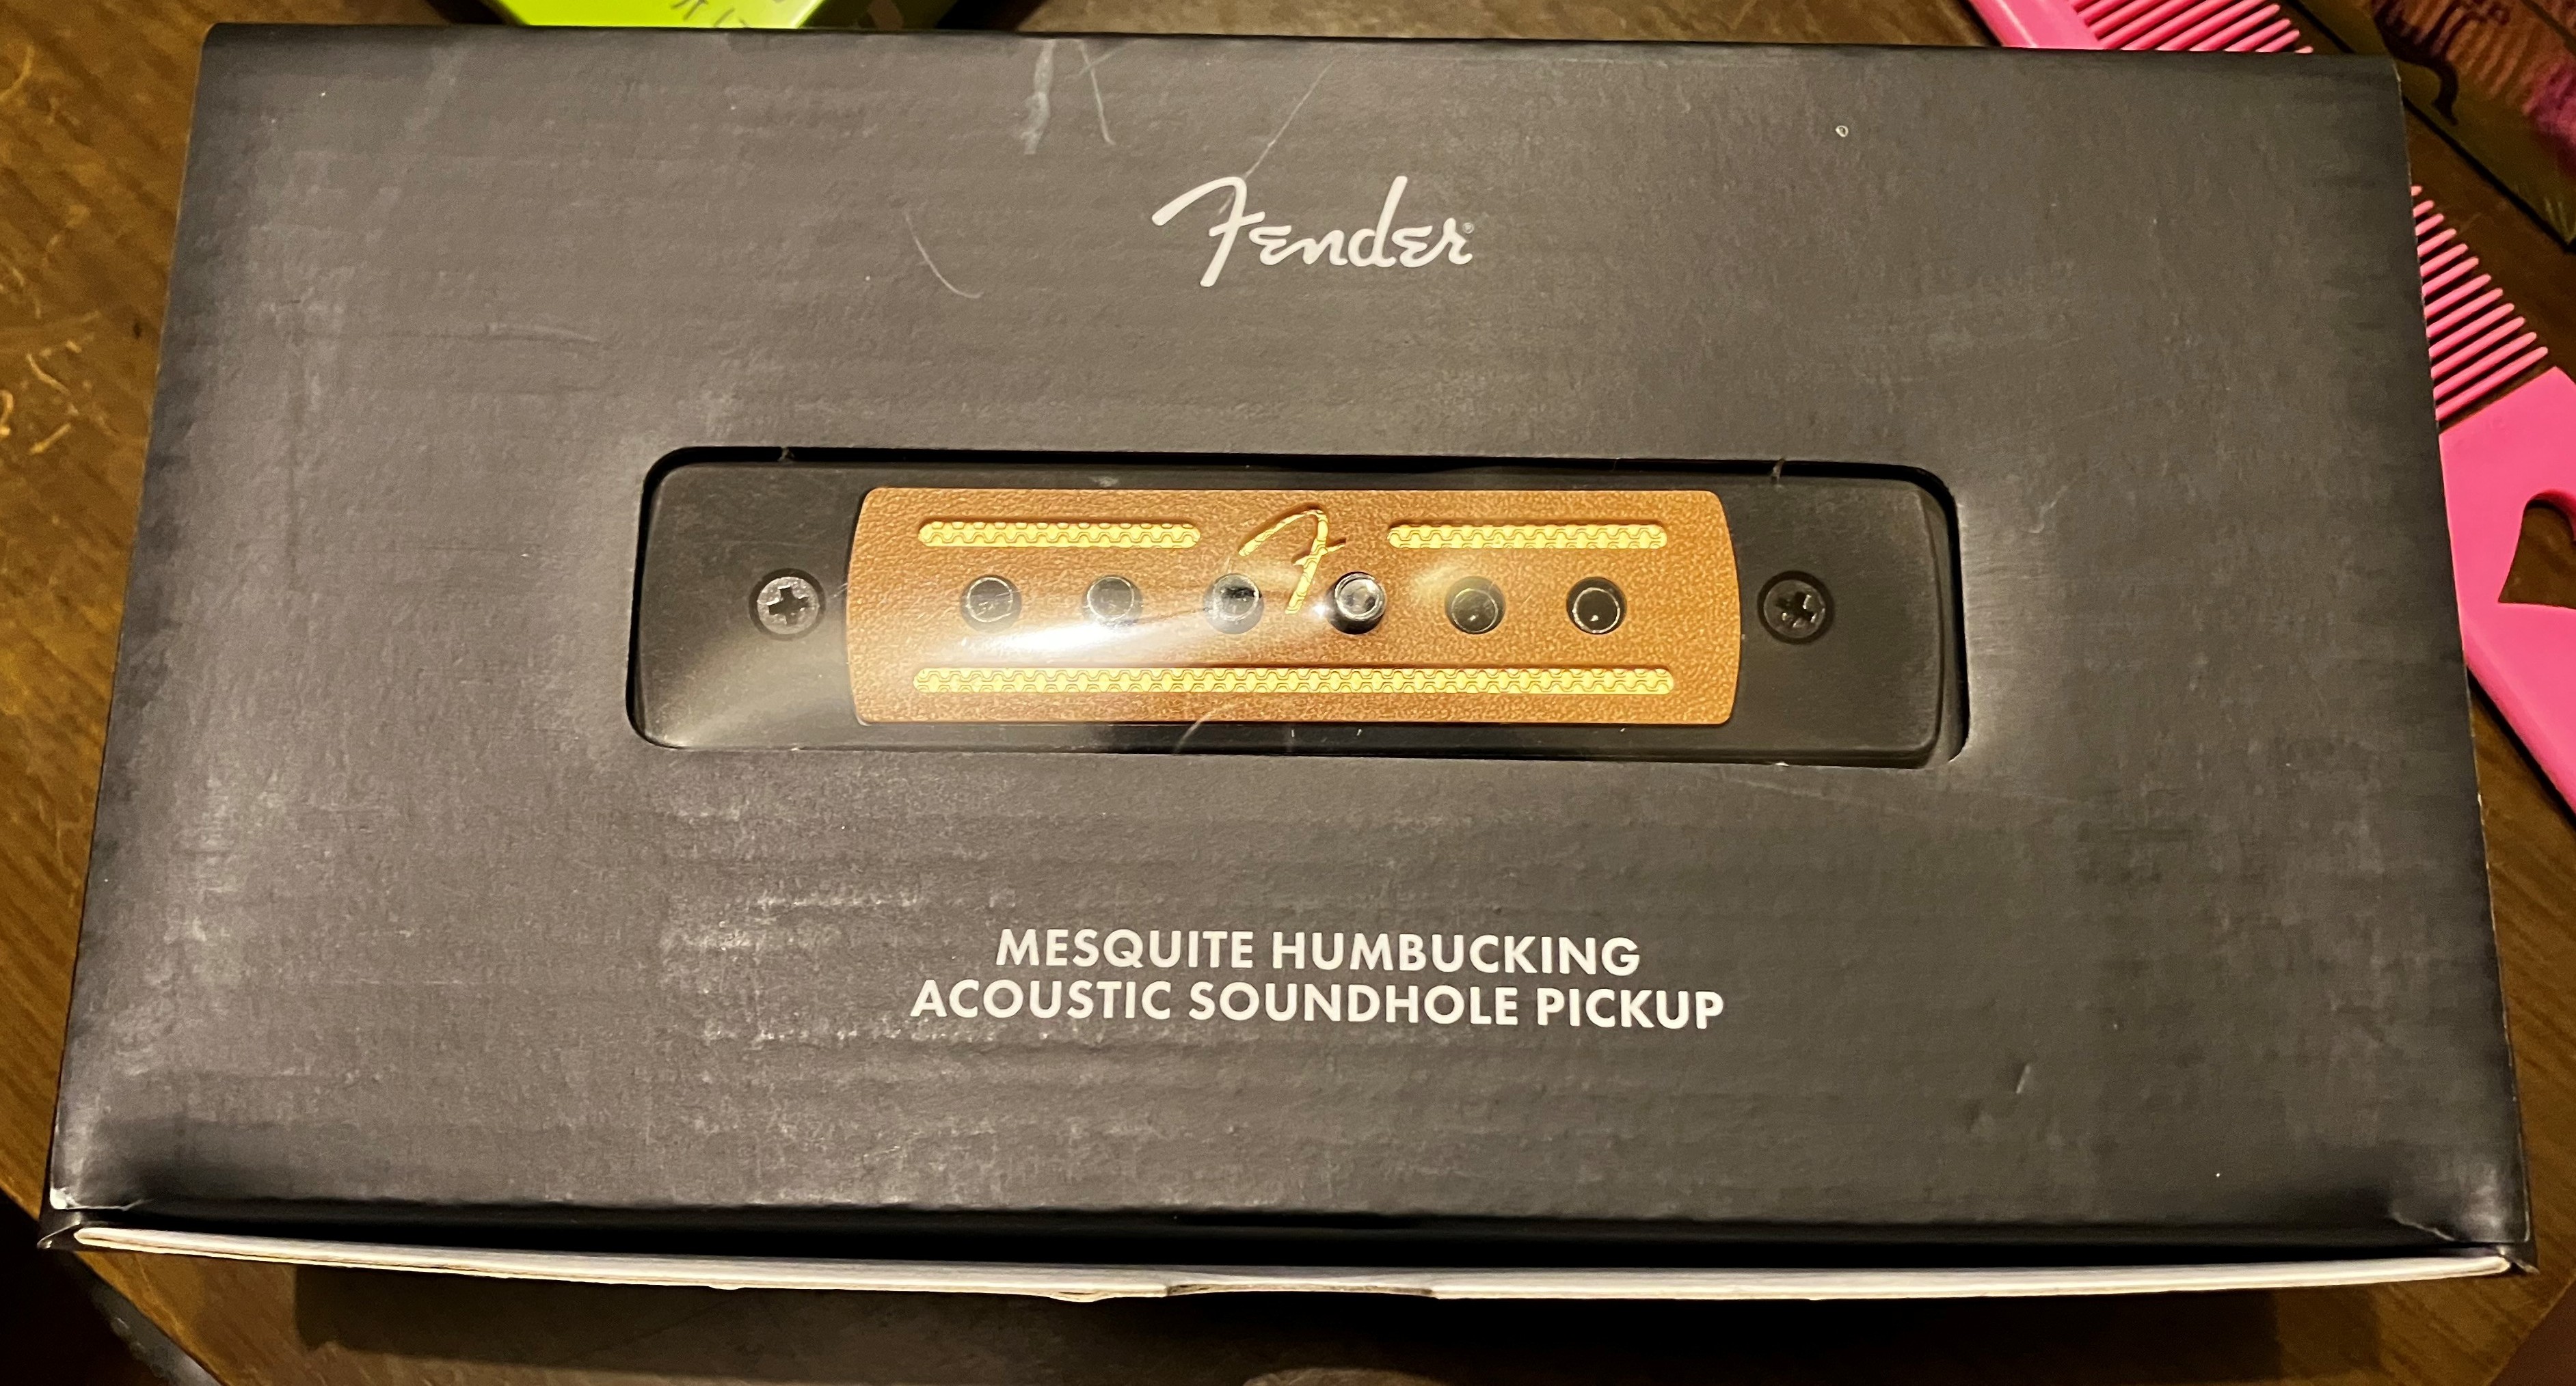 Fender®
F
MESQUITE HUMBUCKING
ACOUSTIC SOUNDHOLE PICKUP